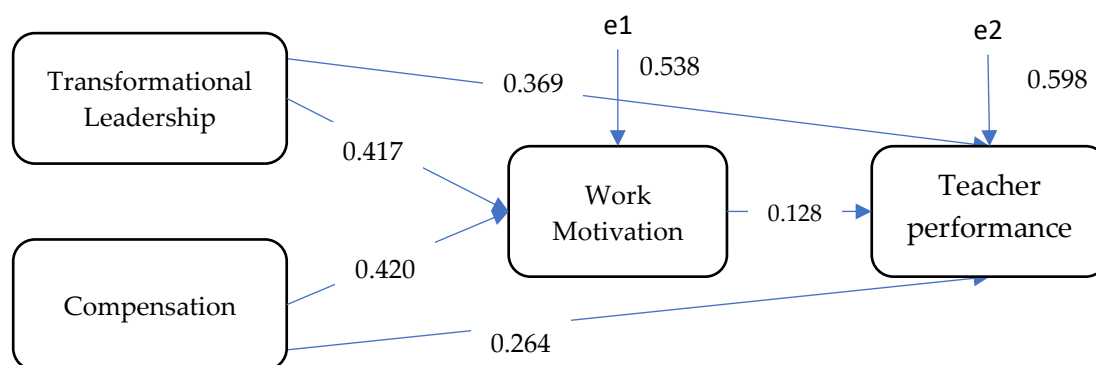 e1
e2
Transformational
Leadership
0.369
0.538
0.598
0.417
Work
Motivation
0.128
Teacher
performance
0.420
Compensation
0.264